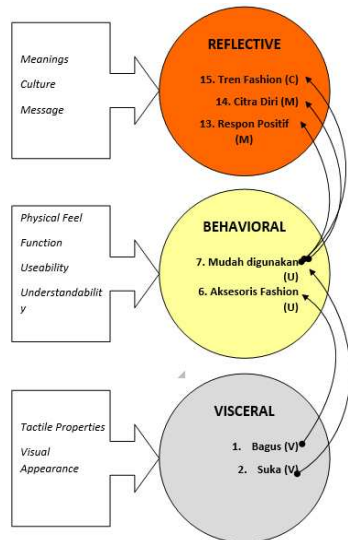 Meanings
Culture
Message
REFLECTIVE
15. Tren Fashion (C)
14. Citra Diri (M)
13. Respon Positif
(M)
Physical Feel
Function
Useability
Understandabilit
y
BEHAVIORAL
7. Mudah digunakan
(U)
6. Aksesoris Fashion
(U)
Tactile Properties
Visual
Appearance
VISCERAL
1. Bagus (V)
2. Suka (V)